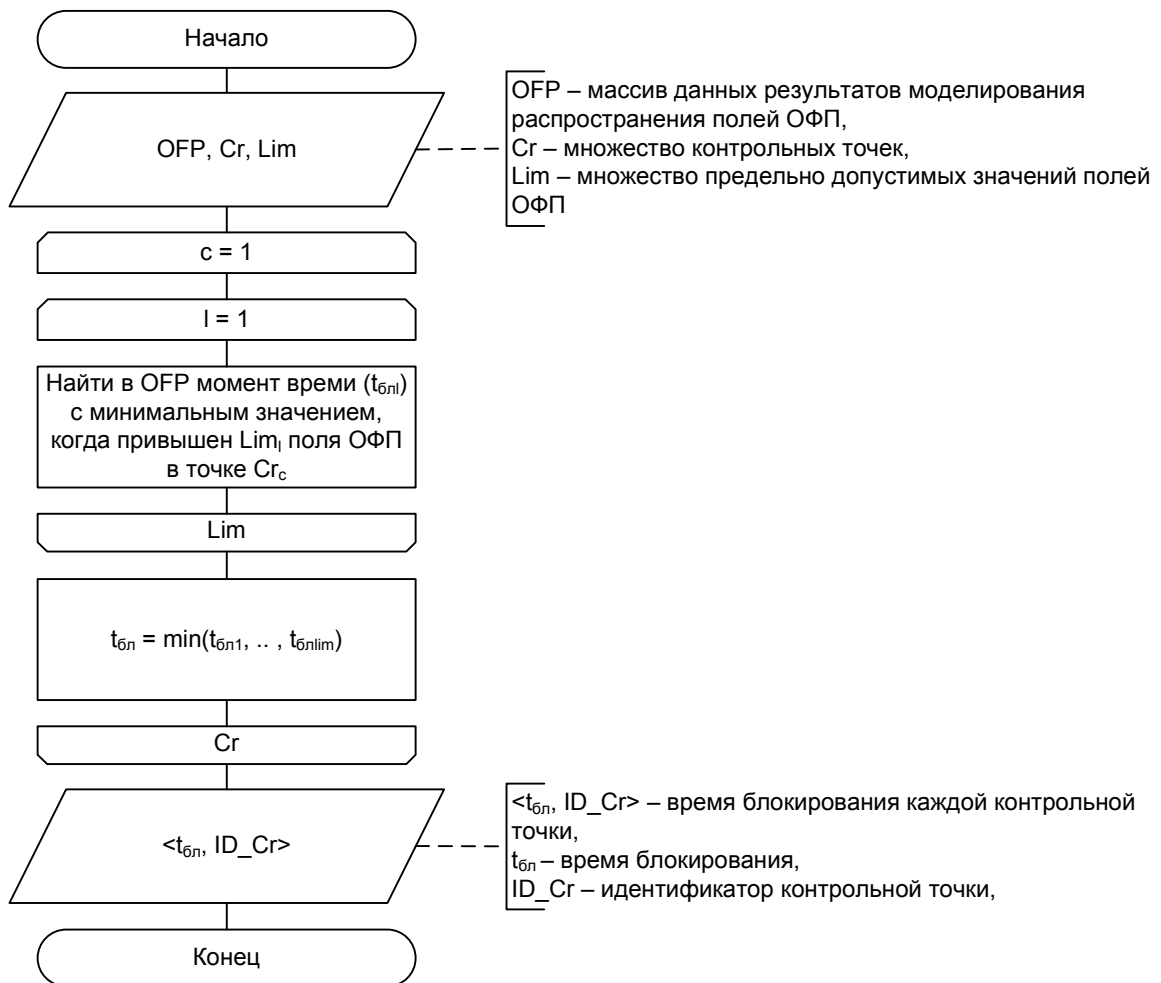 Начало
OFP, Cr, Lim
OFP – массив данных результатов моделирования
распространения полей ОФП,
Cr – множество контрольных точек,
Lim – множество предельно допустимых значений полей
ОФП
c = 1
l = 1
Найти в OFP момент времи (tблl)
с минимальным значением,
когда привышен Liml поля ОФП
в точке Crc
Lim
tбл = min(tбл1, .. , tблlim)
Cr
<tбл, ID_Cr>
<tбл, ID_Cr> – время блокирования каждой контрольной
точки,
tбл – время блокирования,
ID_Cr – идентификатор контрольной точки,
Конец